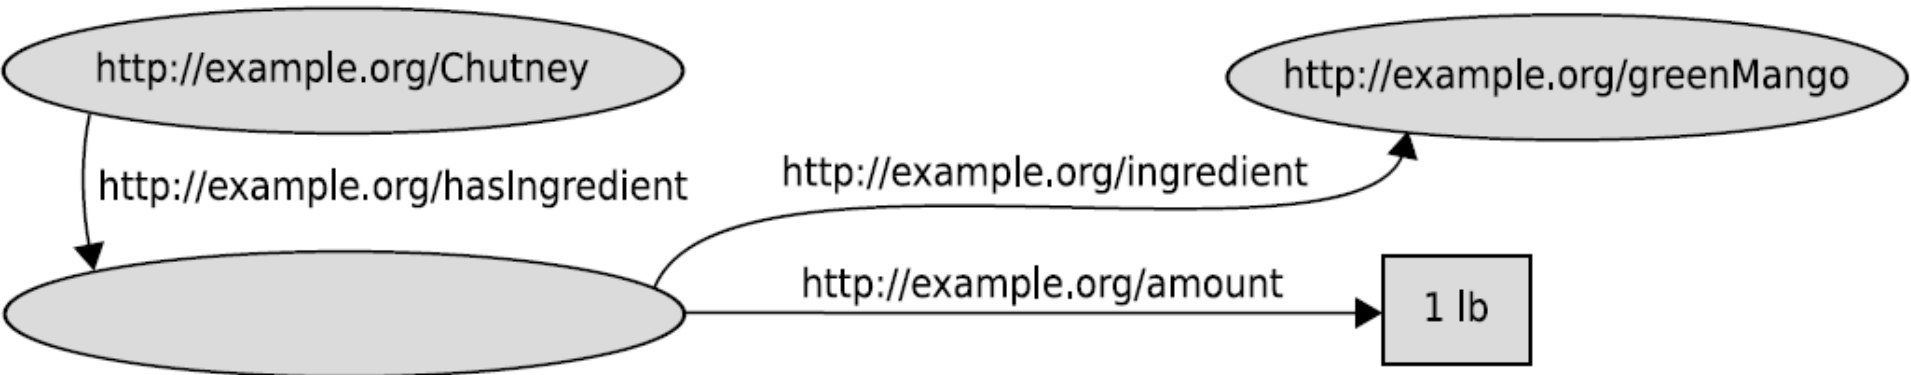 http://example.org/Chutney
http://example.org/greenMango
http://example.org/hasIngredient
http://example.org/ingredient
http://example.org/amount
1 lb